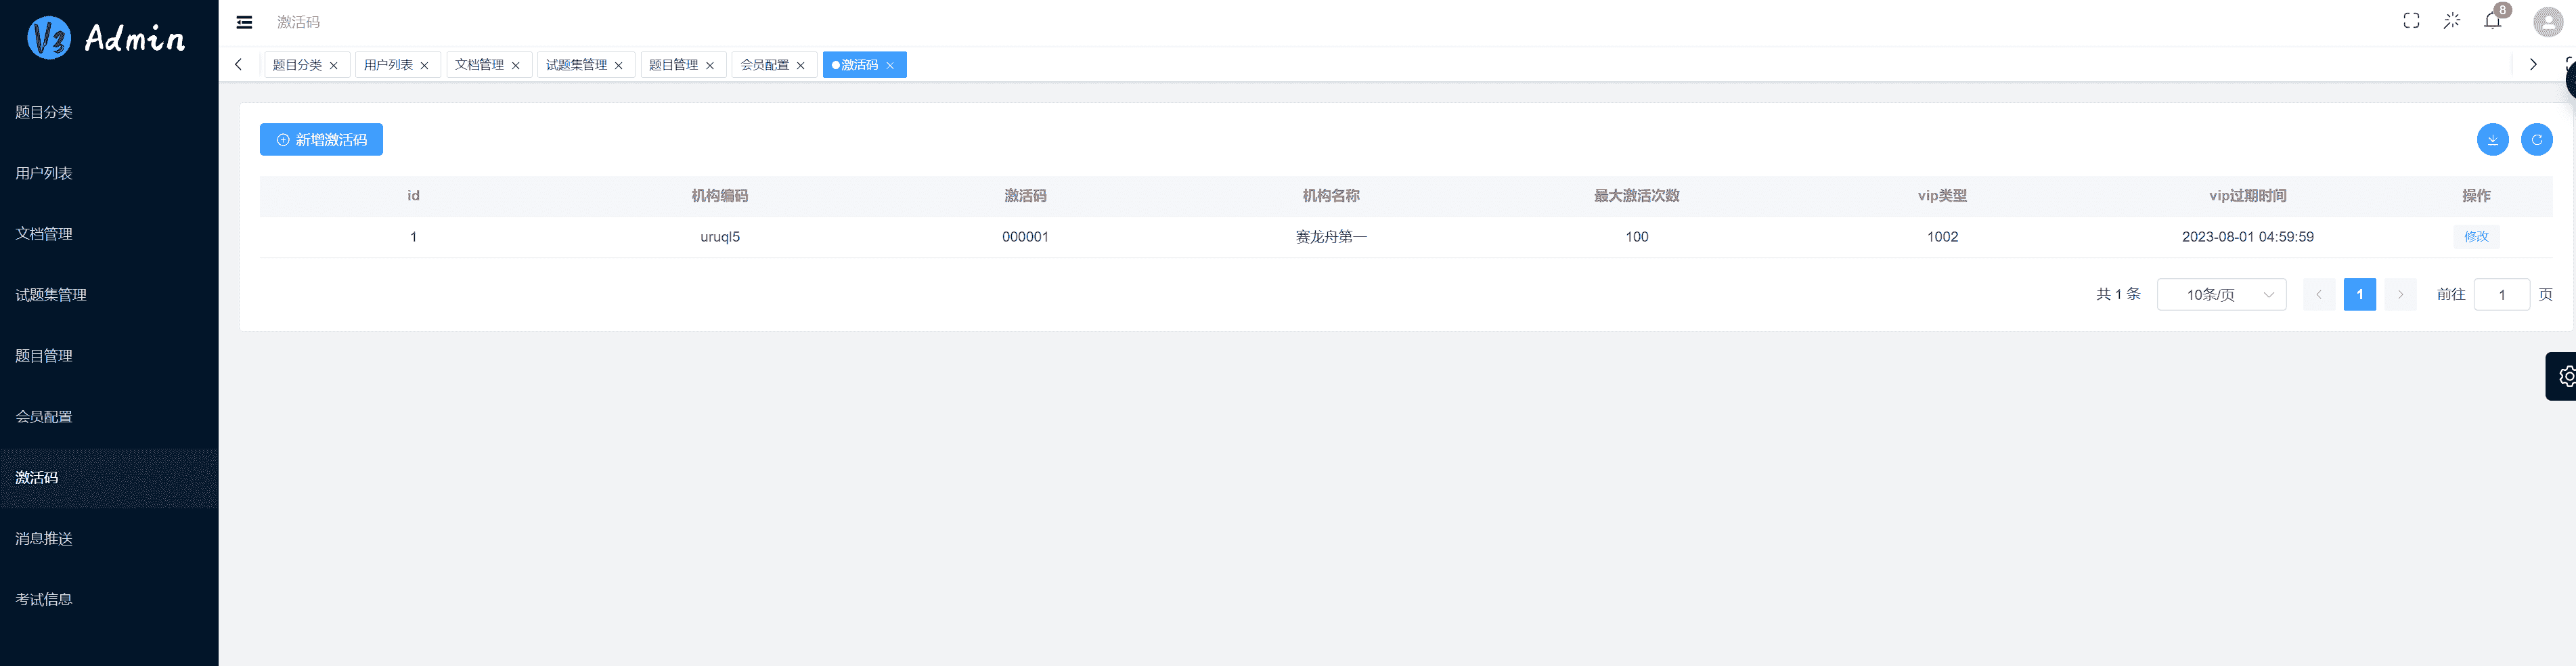 V3 Admin
激活码
8
题目分类
用户列表
文档管理
试题集管理
题目管理
会员配置
激活码
题目分类
用户列表
文档管理
试题集管理
题目管理
会员配置
激活码
消息推送
考试信息
新增激活码
id 机构编码 激活码 机构名称 最大激活次数 vip类型 vip过期时间 操作
1 uruql5 000001 赛龙舟第一 100 1002 2023-08-01 04:59:59 修改
共 1 条 10条/页 1 前往 1 页